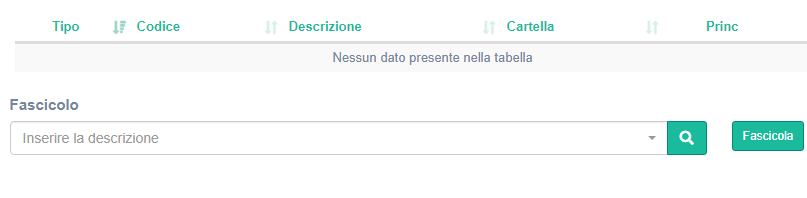 Tipo Codice Descrizione Cartella Princ
Nessun dato presente nella tabella
Fascicolo
Inserire la descrizione Fascicola